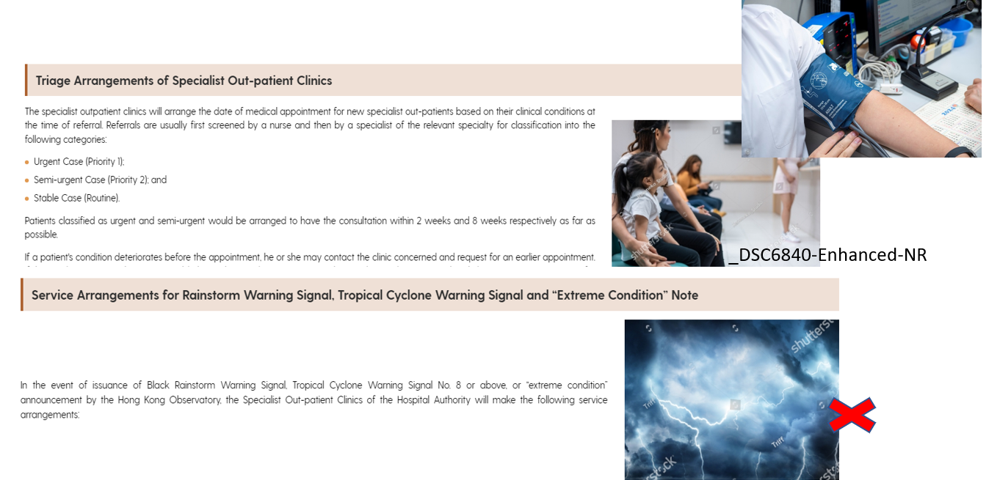 Triage Arrangements of Specialist Out-patient Clinics
The specialist outpatient clinics will arrange the date of medical appointment for new specialist out-patients based on their clinical conditions at
the time of referral. Referrals are usually first screened by a nurse and then by a specialist of the relevant specialty for classification into the
following categories:
Urgent Case (Priority 1);
Semi-urgent Case (Priority 2); and
Stable Case (Routine).
Patients classified as urgent and semi-urgent would be arranged to have the consultation within 2 weeks and 8 weeks respectively as far as
possible.
If a patient's condition deteriorates before the appointment, he or she may contact the clinic concerned and request for an earlier appointment.
ADULT
2024
shutterstock
_DSC6840-Enhanced-NR
Service Arrangements for Rainstorm Warning Signal, Tropical Cyclone Warning Signal and “Extreme Condition” Note
In the event of issuance of Black Rainstorm Warning Signal, Tropical Cyclone Warning Signal No. 8 or above, or “extreme condition”
announcement by the Hong Kong Observatory, the Specialist Out-patient Clinics of the Hospital Authority will make the following service
arrangements:
shutterst
Triff
Triff